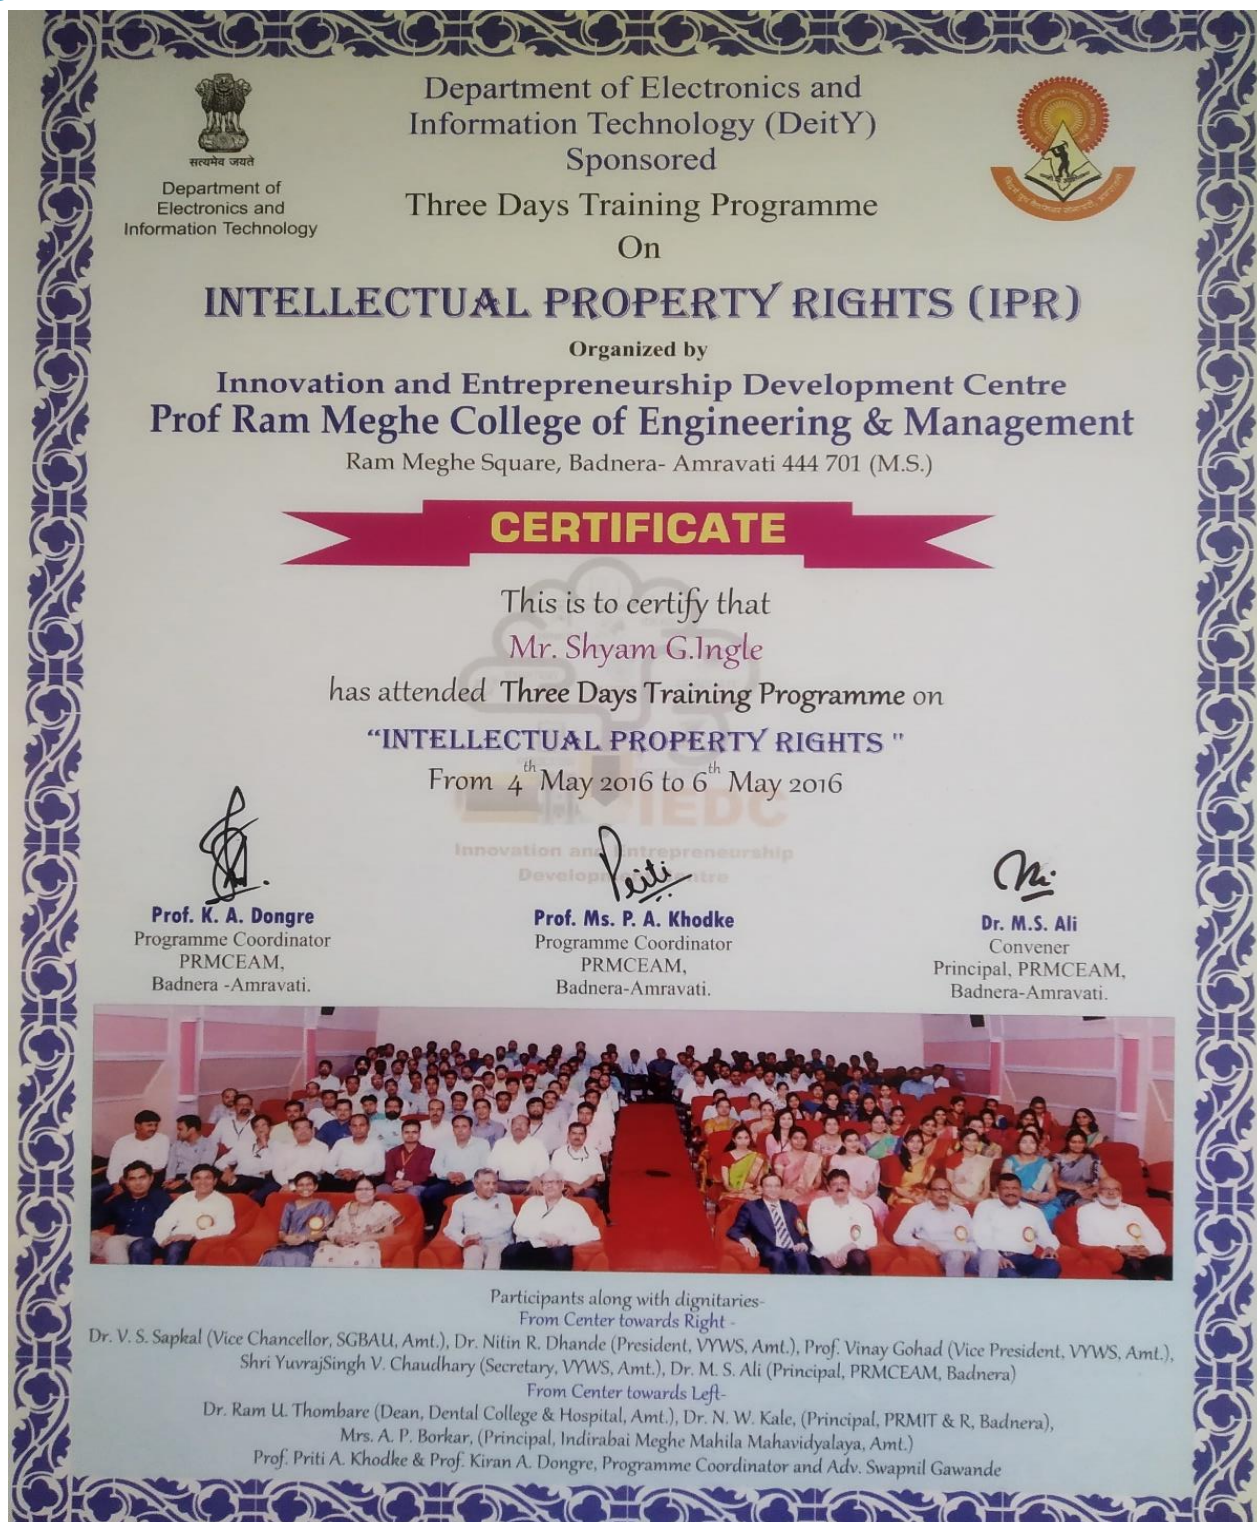 Department of Electronics and
Information Technology (DeitY)
Sponsored
Three Days Training Programme
On
सत्यमेव जयते
Department of
Electronics and
Information Technology
INTELLECTUAL PROPERTY RIGHTS (IPR)
Organized by
Innovation and Entrepreneurship Development Centre
Prof Ram Meghe College of Engineering & Management
Ram Meghe Square, Badnera- Amravati 444 701 (M.S.)
CERTIFICATE
This is to certify that
Mr. Shyam G.Ingle
has attended Three Days Training Programme on
“INTELLECTUAL PROPERTY RIGHTS "
From 4th May 2016 to 6th May 2016
IEDC
Innovation and Entrepreneurship
Development Centre
Priti
Prof. K. A. Dongre
Programme Coordinator
PRMCEAM,
Badnera -Amravati.
Prof. Ms. P. A. Khodke
Programme Coordinator
PRMCEAM,
Badnera-Amravati.
Dr. M.S. Ali
Convener
Principal, PRMCEAM,
Badnera-Amravati.
Participants along with dignitaries-
From Center towards Right -
Dr. V. S. Sapkal (Vice Chancellor, SGBAU, Amt.), Dr. Nitin R. Dhande (President, VYWS, Amt.), Prof. Vinay Gohad (Vice President, VYWS, Amt.),
Shri YuvrajSingh V. Chaudhary (Secretary, VYWS, Amt.), Dr. M. S. Ali (Principal, PRMCEAM, Badnera)
From Center towards Left-
Dr. Ram U. Thombare (Dean, Dental College & Hospital, Amt.), Dr. N. W. Kale, (Principal, PRMIT & R, Badnera),
Mrs. A. P. Borkar, (Principal, Indirabai Meghe Mahila Mahavidyalaya, Amt.)
Prof. Priti A. Khodke & Prof. Kiran A. Dongre, Programme Coordinator and Adv. Swapnil Gawande